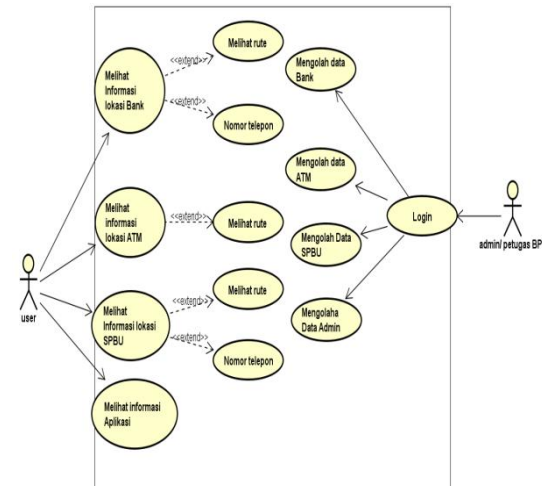 Melihat
Informasi
lokasi Bank
<<extend>>
Melihat rute
<<extend>>
Nomor telepon
Melihat
informasi
lokasi ATM
<<extend>>
Melihat rute
Melihat
Informasi lokasi
SPBU
<<extend>>
Melihat rute
<<extend>>
Nomor telepon
Melihat informasi
Aplikasi
user
Mengolah data
Bank
Mengolah data
ATM
Mengolah Data
SPBU
Mengolaha
Data Admin
Login
admin/ petugas BP